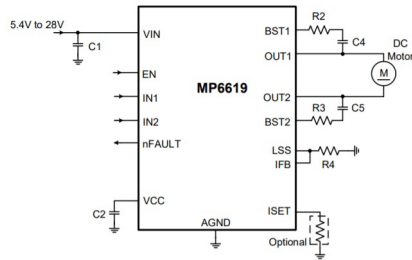 5.4V to 28V
C1
VIN
EN
IN1
IN2
nFAULT
VCC
C2
MP6619
AGND
BST1
R2
C4
OUT1
DC
Motor
M
OUT2
R3
C5
BST2
LSS
R4
IFB
ISET
Optional